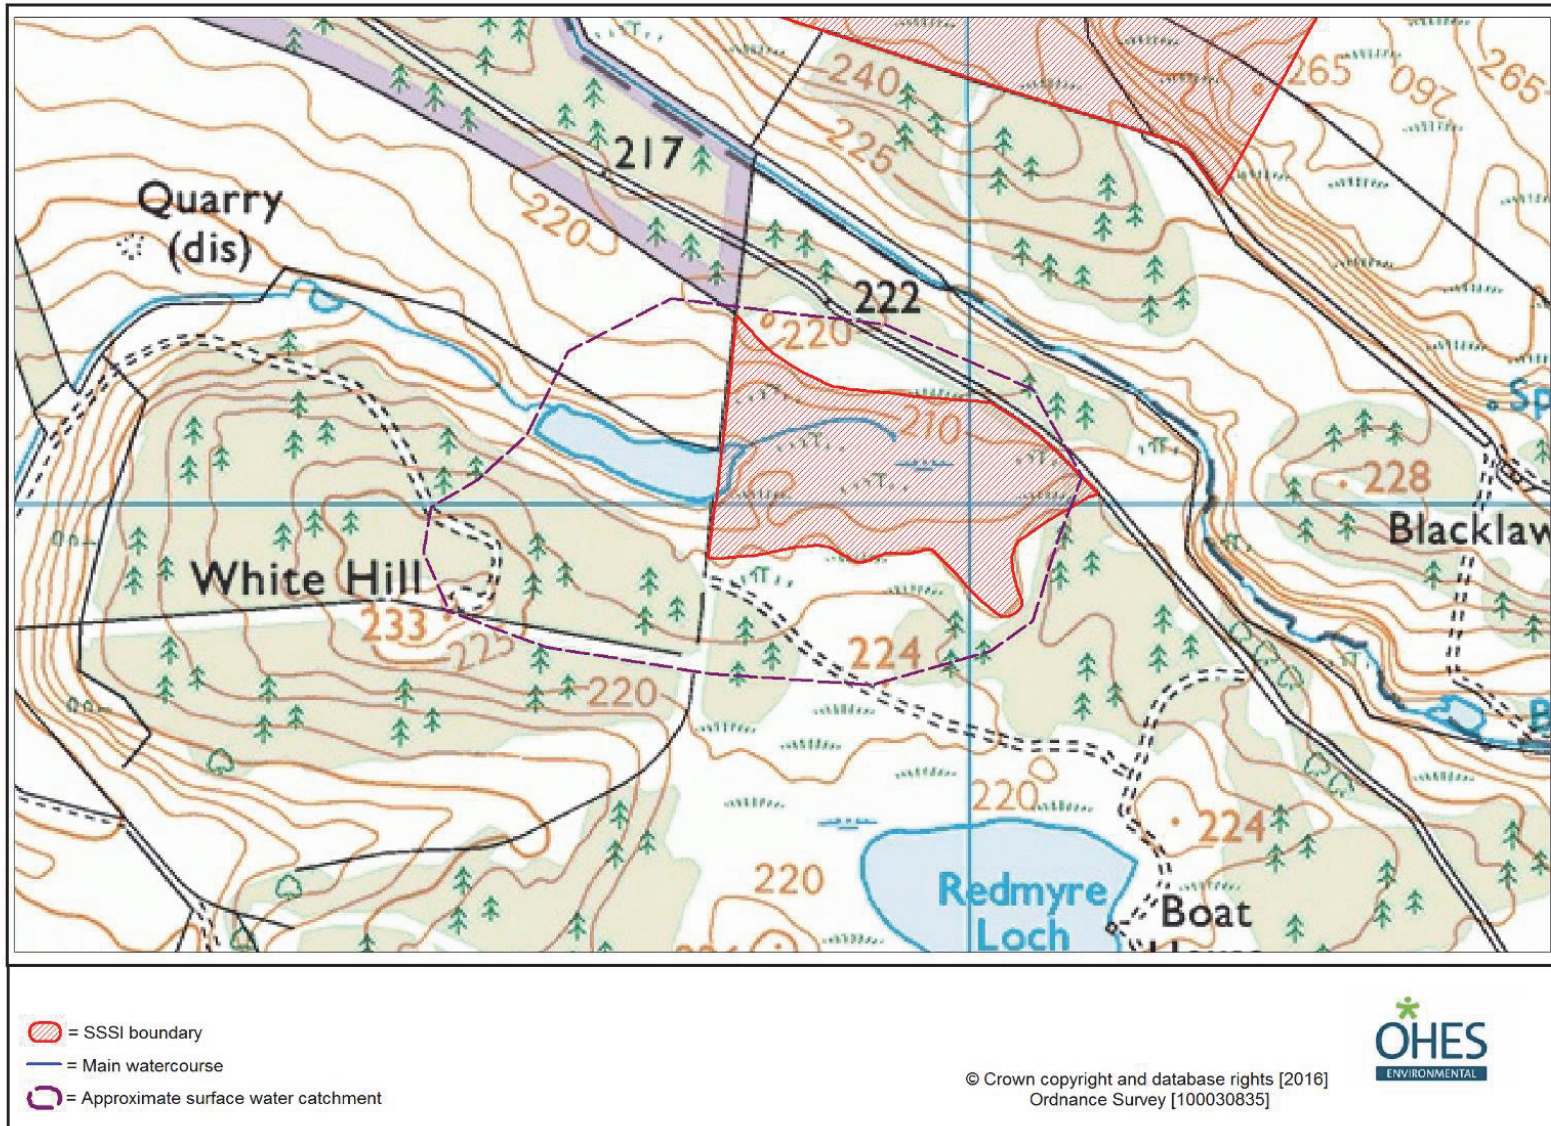 240
265
260
265
225
217
Quarry
(dis)
220
222
220
210
Sp
228
Blacklaw
White Hill
233
225
224
220
B
220
224
220
Redmyre
Loch
Boat
= SSSI boundary
= Main watercourse
= Approximate surface water catchment
© Crown copyright and database rights [2016]
Ordnance Survey [100030835]
OHES
ENVIRONMENTAL